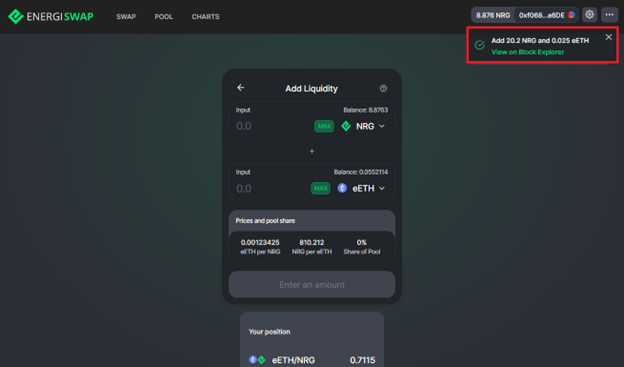 ENERGISWAP SWAP POOL CHARTS 8.876 NRG 0xf068...a6DE
Add 20.2 NRG and 0.025 eETH
View on Block Explorer
Add Liquidity
Input Balance: 8.8763
0.0 MAX NRG
+
Input Balance: 0.0552114
0.0 MAX eETH
Prices and pool share
0.00123425 810.212 0%
eETH per NRG NRG per eETH Share of Pool
Enter an amount
Your position
eETH/NRG 0.7115